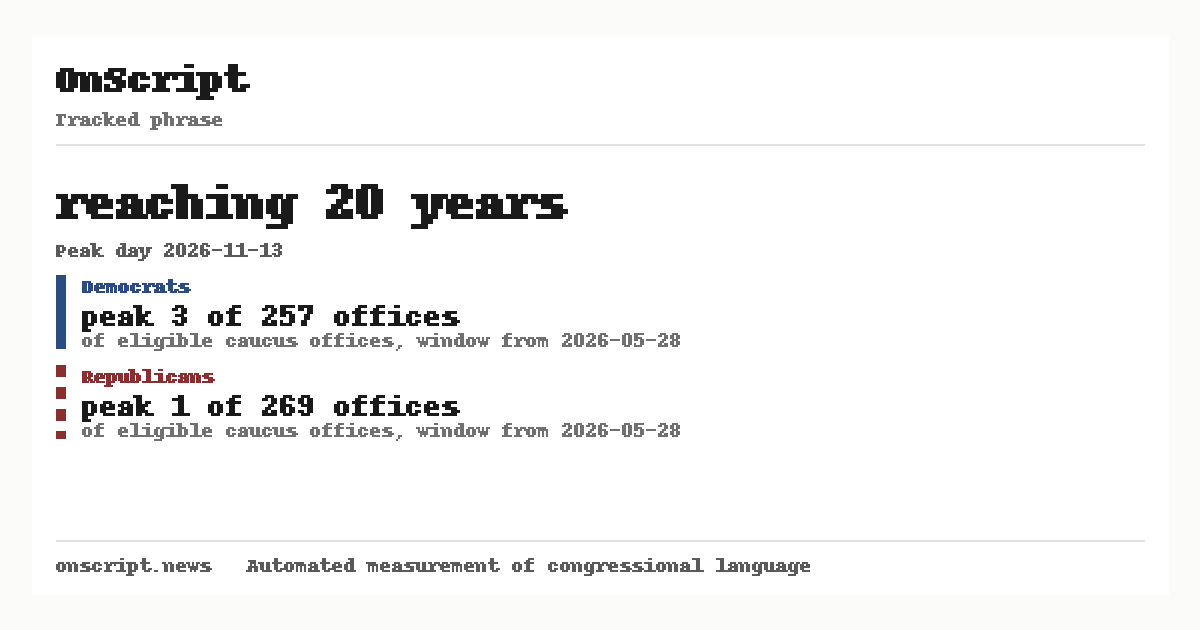 OnScript
Tracked phrase
reaching 20 years
Peak day 2026-11-13
Democrats
peak 3 of 257 offices
of eligible caucus offices, window from 2026-05-28
Republicans
peak 1 of 269 offices
of eligible caucus offices, window from 2026-05-28
onscript.news Automated measurement of congressional language